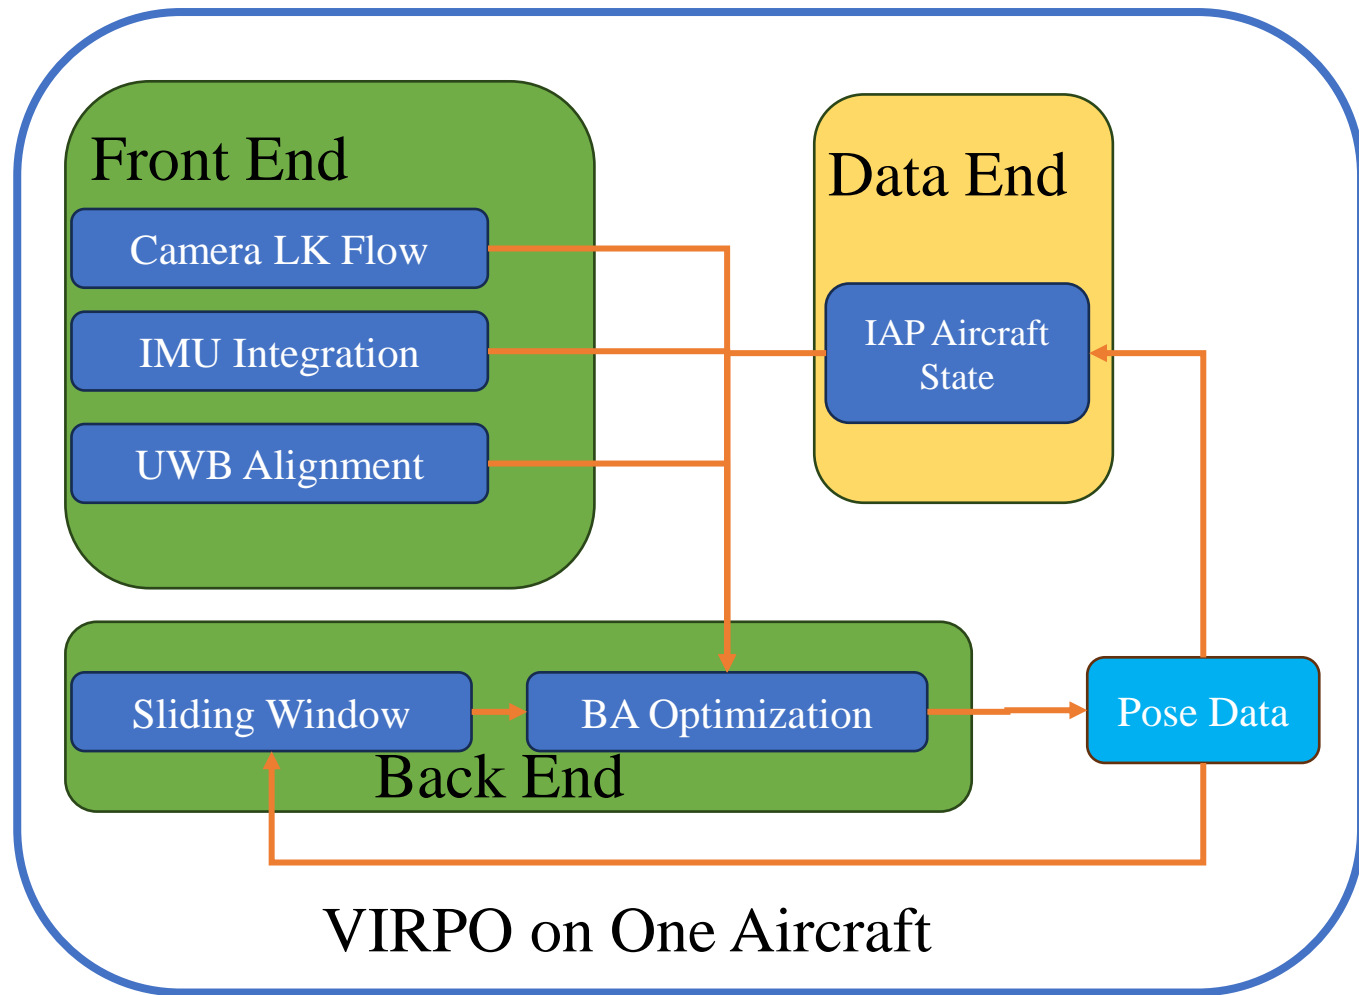 Front End
Camera LK Flow
IMU Integration
UWB Alignment
Data End
IAP Aircraft
State
Sliding Window
BA Optimization
Back End
Pose Data
VIRPO on One Aircraft